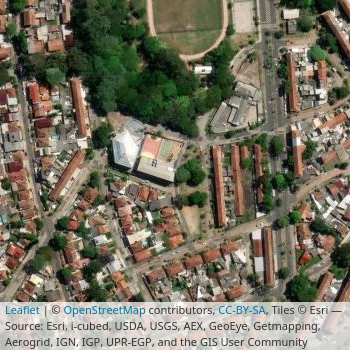 Leaflet | © OpenStreetMap contributors, CC-BY-SA, Tiles © Esri —
Source: Esri, i-cubed, USDA, USGS, AEX, GeoEye, Getmapping,
Aerogrid, IGN, IGP, UPR-EGP, and the GIS User Community